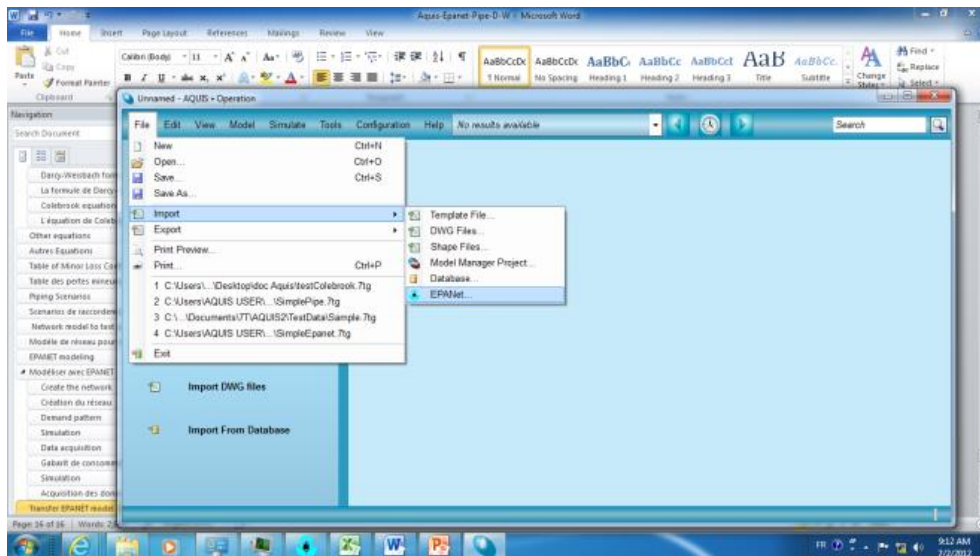 Aquis-Epanet-Pipe-D-W - Microsoft Word
File Home Insert Page Layout References Mailings Review View
Cut
Copy
Paste
Format Painter
Clipboard
Calibri (Body) 11
AaBbCcDc AaBbCcDc AaBbC AaBbCc AaBbCcI AaB AaBbCc.
1 Normal No Spacing Heading 1 Heading 2 Heading 3 Title Subtitle
Change
Styles
Find
Replace
Select
Navigation
Search Document
Unnamed - AQUIS - Operation
File Edit View Model Simulate Tools Configuration Help No results available Search
New Ctrl+N
Open... Ctrl+O
Save... Ctrl+S
Save As...
Import
Export
Print Preview...
Print... Ctrl+P
1 C:\Users\...\Desktop\doc Aquis\testColebrook.7tg
2 C:\Users\AQUIS USER\...\SimplePipe.7tg
3 C:\...\Documents\7T\AQUIS2\TestData\Sample.7tg
4 C:\Users\AQUIS USER\...\SimpleEpanet.7tg
Exit
Template File...
DWG Files...
Shape Files...
Model Manager Project...
Database...
EPANet...
Import DWG files
Import From Database
Darcy-Weisbach
La formule de Darcy
Colebrook equation
L'équation de
Other equations
Autres Equations
Table of Minor Loss
Table des pertes
Piping Scenarios
Scenarios de
Network model to test
Modèle de réseau pour
EPANET modeling
Modéliser avec EPANET
Create the network
Création du réseau
Demand pattern
Simulation
Data acquisition
Gabarit de
Simulation
Acquisition des
Transfer EPANET model
Page: 16 of 16 Words:
FR
9:12 AM
2/2/2013